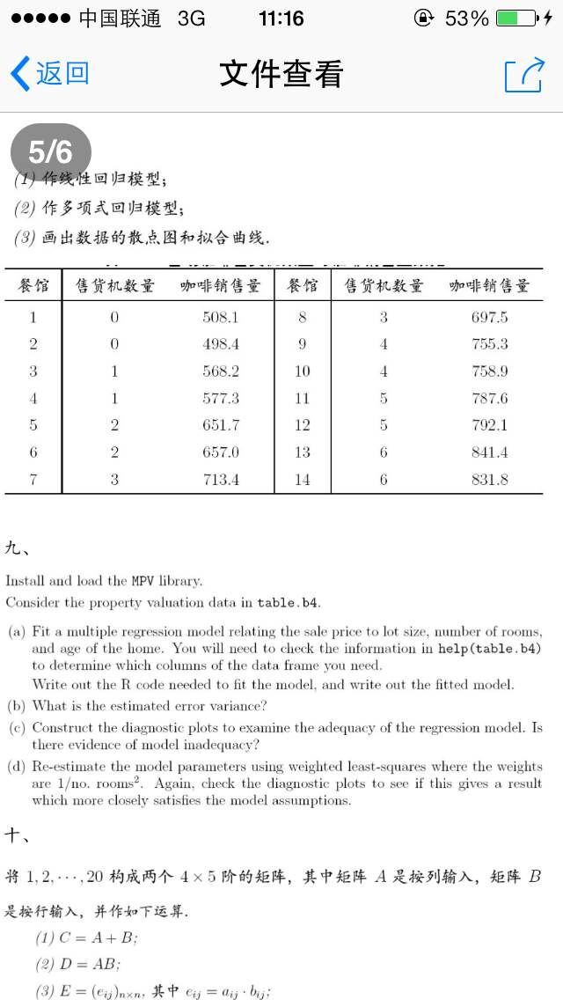 中国联通 3G 11:16 53%
返回 文件查看
5/6
(1) 作线性回归模型;
(2) 作多项式回归模型;
(3) 画出数据的散点图和拟合曲线.
餐馆 售货机数量 咖啡销售量 餐馆 售货机数量 咖啡销售量
1 0 508.1 8 3 697.5
2 0 498.4 9 4 755.3
3 1 568.2 10 4 758.9
4 1 577.3 11 5 787.6
5 2 651.7 12 5 792.1
6 2 657.0 13 6 841.4
7 3 713.4 14 6 831.8
九、
Install and load the MPV library.
Consider the property valuation data in table.b4.
(a) Fit a multiple regression model relating the sale price to lot size, number of rooms,
and age of the home. You will need to check the information in help(table.b4)
to determine which columns of the data frame you need.
Write out the R code needed to fit the model, and write out the fitted model.
(b) What is the estimated error variance?
(c) Construct the diagnostic plots to examine the adequacy of the regression model. Is
there evidence of model inadequacy?
(d) Re-estimate the model parameters using weighted least-squares where the weights
are 1/no. rooms². Again, check the diagnostic plots to see if this gives a result
which more closely satisfies the model assumptions.
十、
将 1, 2, ⋯, 20 构成两个 4 × 5 阶的矩阵，其中矩阵 A 是按列输入，矩阵 B
是按行输入，并作如下运算.
(1) C = A + B;
(2) D = AB;
(3) E = (eij)n×n, 其中 eij = aij · bij;